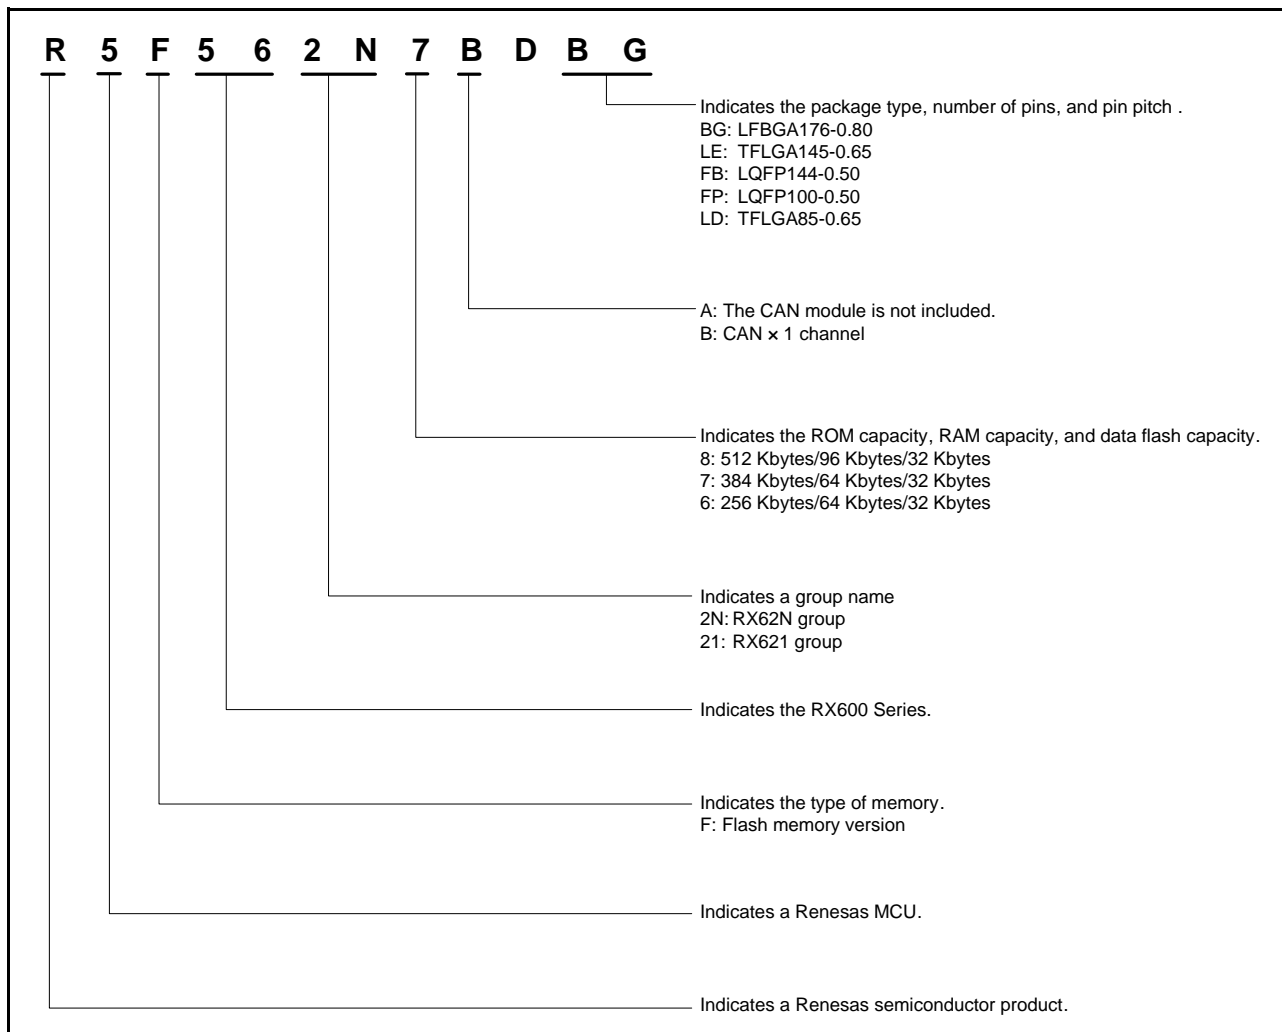 R 5 F 5 6 2 N 7 B D B G
Indicates the package type, number of pins, and pin pitch .
BG: LFBGA176-0.80
LE: TFLGA145-0.65
FB: LQFP144-0.50
FP: LQFP100-0.50
LD: TFLGA85-0.65
A: The CAN module is not included.
B: CAN × 1 channel
Indicates the ROM capacity, RAM capacity, and data flash capacity.
8: 512 Kbytes/96 Kbytes/32 Kbytes
7: 384 Kbytes/64 Kbytes/32 Kbytes
6: 256 Kbytes/64 Kbytes/32 Kbytes
Indicates a group name
2N: RX62N group
21: RX621 group
Indicates the RX600 Series.
Indicates the type of memory.
F: Flash memory version
Indicates a Renesas MCU.
Indicates a Renesas semiconductor product.